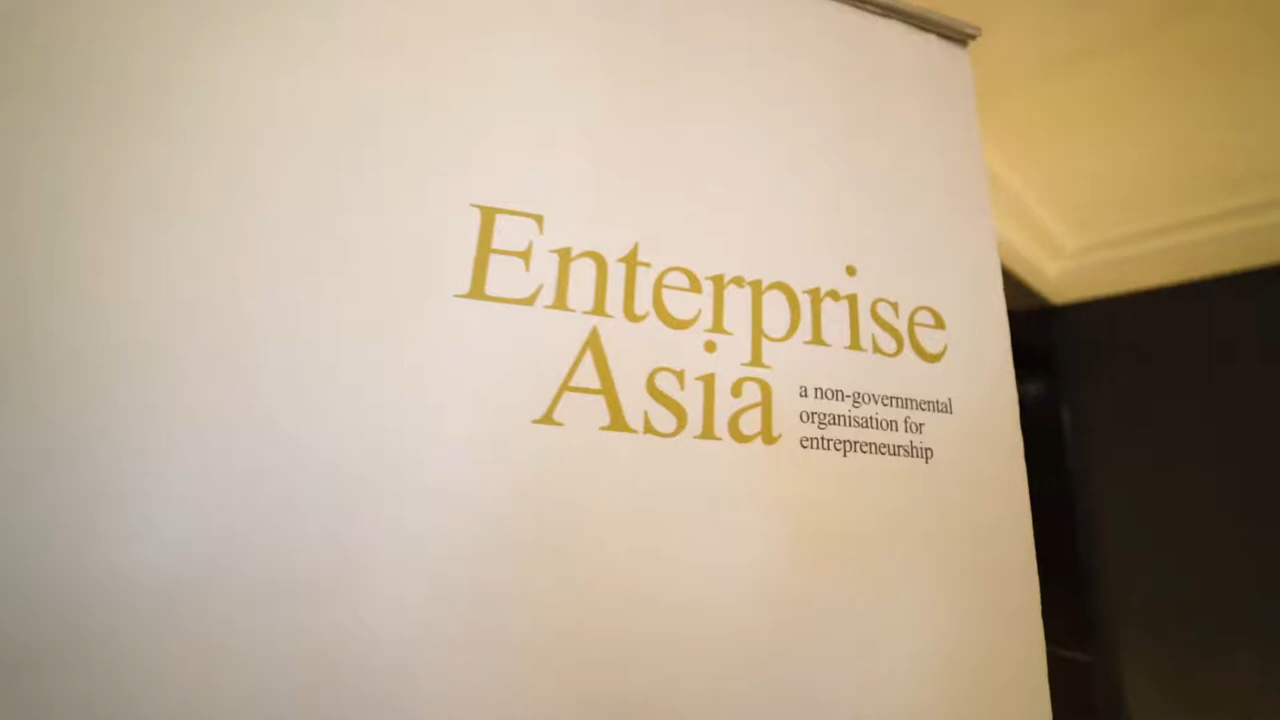 Enterprise
Asia
a non-governmental
organisation for
entrepreneurship